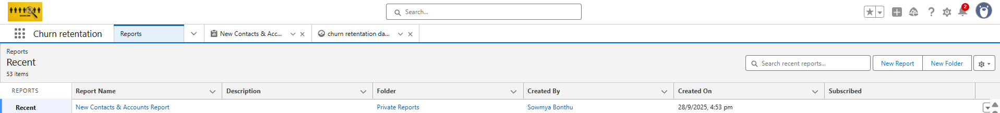 Search...
2
Churn retentation
Reports
New Contacts & Acc...
churn retentation da...
Reports
Recent
53 items
Search recent reports...
New Report
New Folder
REPORTS
Report Name
Description
Folder
Created By
Created On
Subscribed
Recent
New Contacts & Accounts Report
Private Reports
Sowmya Bonthu
28/9/2025, 4:53 pm